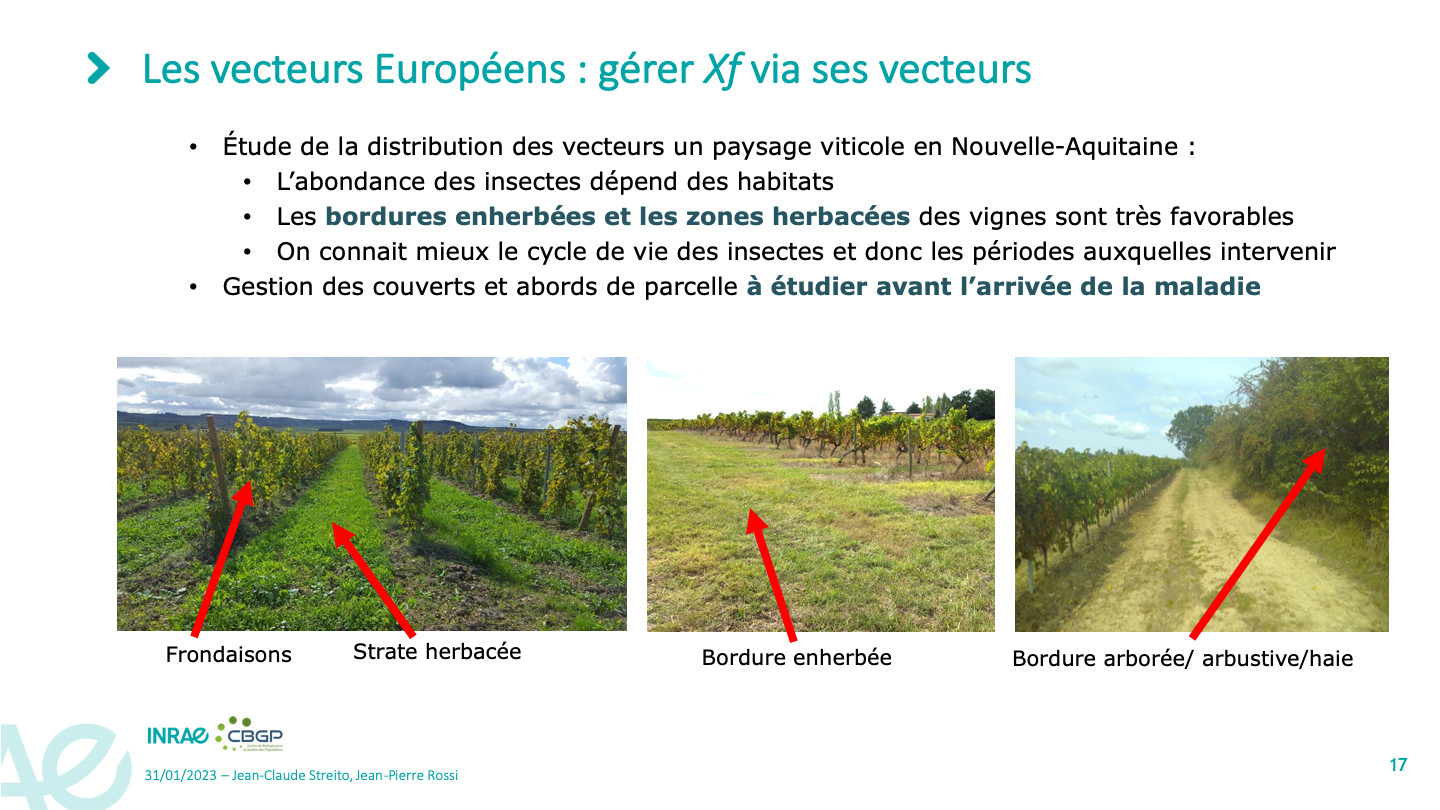 Les vecteurs Européens : gérer Xf via ses vecteurs
• Étude de la distribution des vecteurs un paysage viticole en Nouvelle-Aquitaine :
• L’abondance des insectes dépend des habitats
• Les bordures enherbées et les zones herbacées des vignes sont très favorables
• On connait mieux le cycle de vie des insectes et donc les périodes auxquelles intervenir
• Gestion des couverts et abords de parcelle à étudier avant l’arrivée de la maladie
Frondaisons
Strate herbacée
Bordure enherbée
Bordure arborée/ arbustive/haie
INRAE
CBGP
Centre de Biologie pour
la Gestion des Populations
31/01/2023 – Jean-Claude Streito, Jean-Pierre Rossi
17